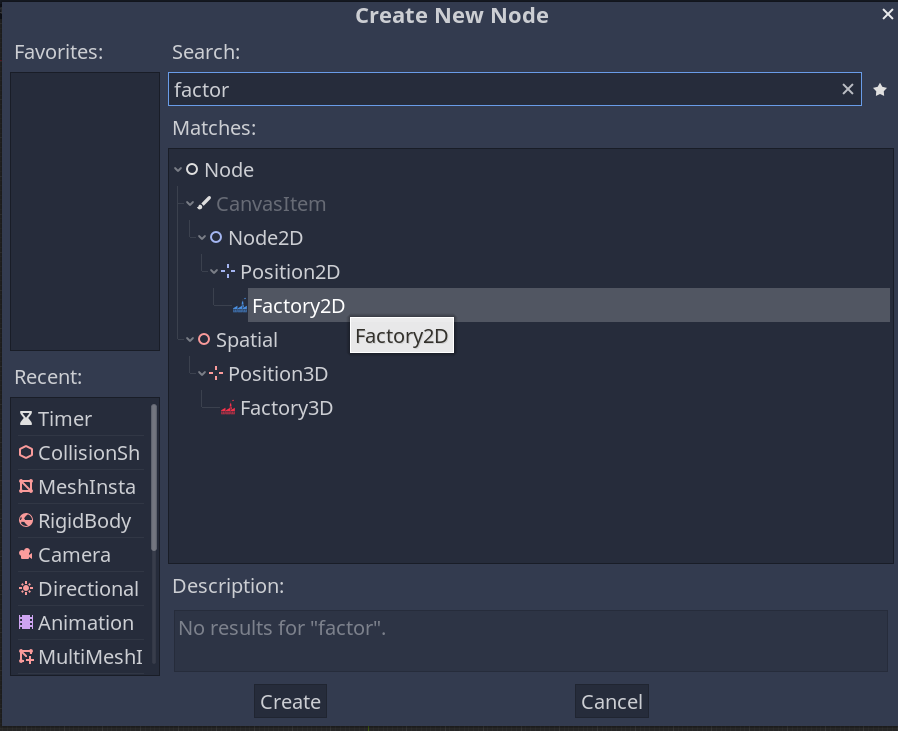 Create New Node
Favorites:
Search:
factor
Matches:
Node
CanvasItem
Node2D
Position2D
Factory2D
Factory2D
Spatial
Position3D
Factory3D
Recent:
Timer
CollisionSh
MeshInsta
RigidBody
Camera
Directional
Animation
MultiMeshI
Description:
No results for "factor".
Create
Cancel